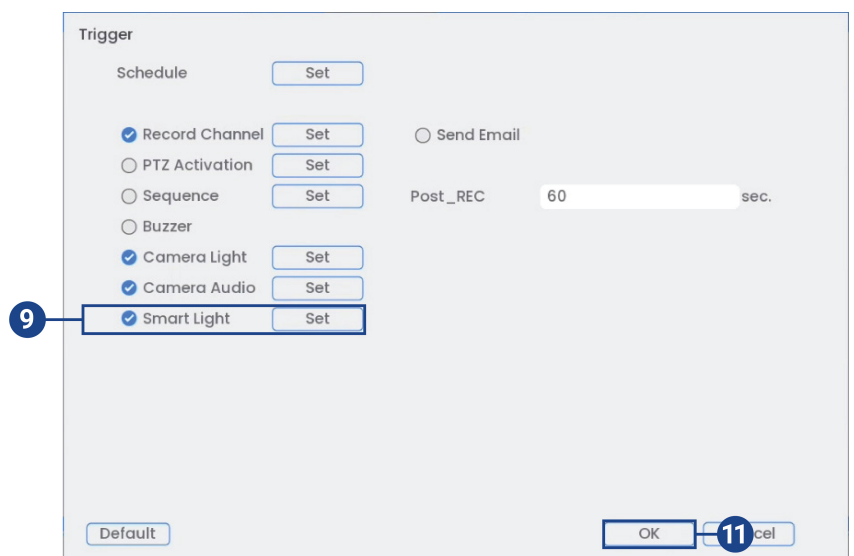 Trigger
Schedule Set
Record Channel Set Send Email
PTZ Activation Set
Sequence Set Post_REC 60 sec.
Buzzer
Camera Light Set
Camera Audio Set
9 Smart Light Set
Default OK 11 cel